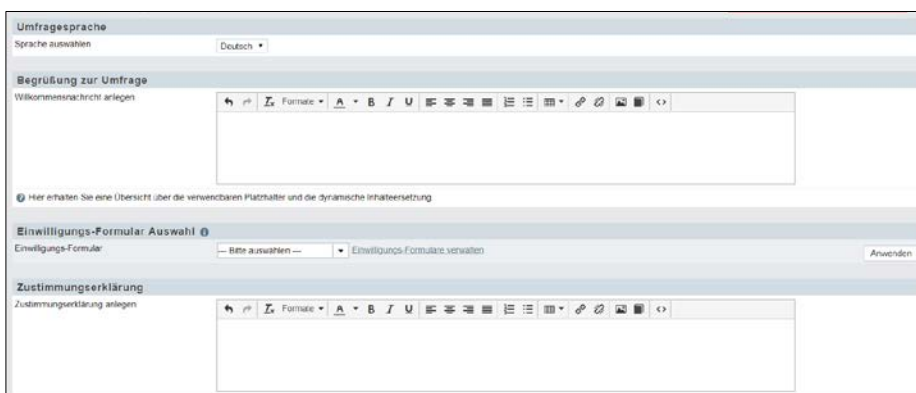 Umfragesprache
Sprache auswählen
Deutsch
Begrüßung zur Umfrage
Willkommensnachricht anlegen
Formate A B I U
Hier erhalten Sie eine Übersicht über die verwendbaren Platzhalter und die dynamische Inhalteersetzung
Einwilligungs-Formular Auswahl
Einwilligungs-Formular
--- Bitte auswählen ---
Einwilligungs-Formulare verwalten
Anwenden
Zustimmungserklärung
Zustimmungserklärung anlegen
Formate A B I U